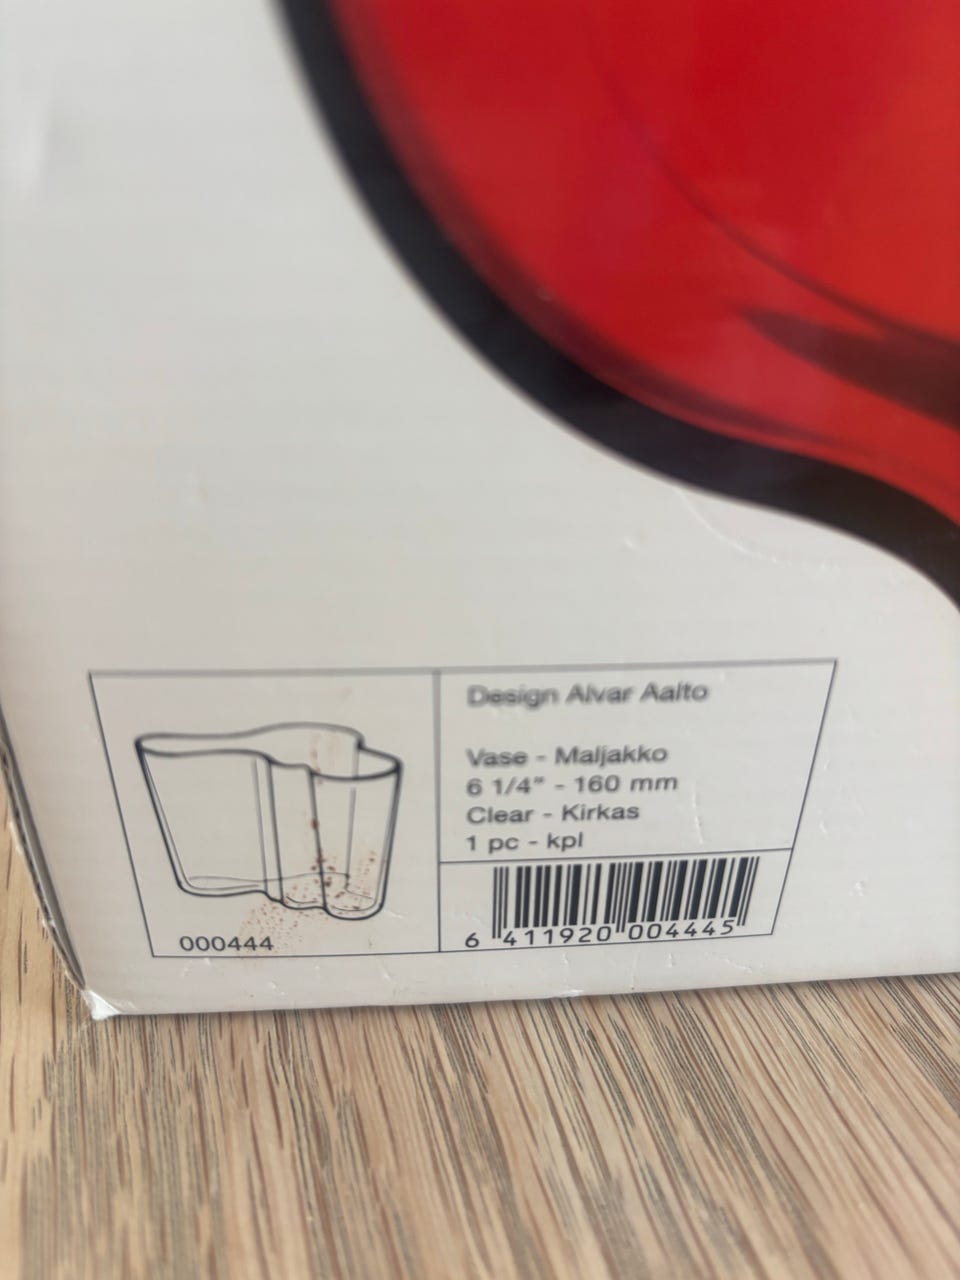 Design Alvar Aalto
Vase - Maljakko
6 1/4" - 160 mm
Clear - Kirkas
1 pc - kpl
000444
6 411920 004445